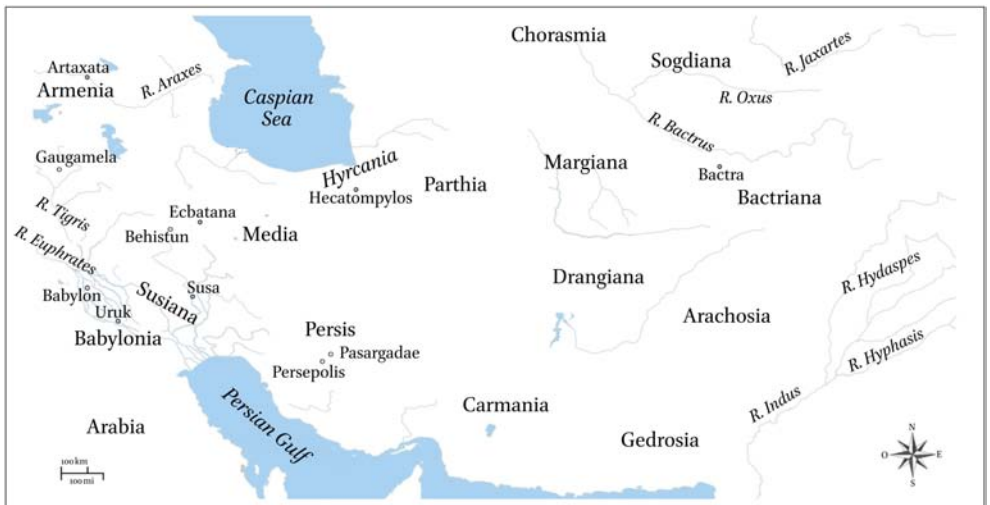 Chorasmia
Sogdiana
R. Jaxartes
Artaxata
Armenia
R. Araxes
Caspian
Sea
R. Oxus
R. Bactrus
Gaugamela
Hyrcania
Hecatompylos
Parthia
Margiana
Bactra
Bactriana
R. Tigris
Ecbatana
Behistun
Media
R. Euphrates
Babylon
Uruk
Babylonia
Susiana
Susa
Drangiana
Arachosia
R. Hydaspes
R. Hyphasis
R. Indus
Persis
Pasargadae
Persepolis
Persian Gulf
Arabia
Carmania
Gedrosia
100 km
100 mi
N
O
E
S